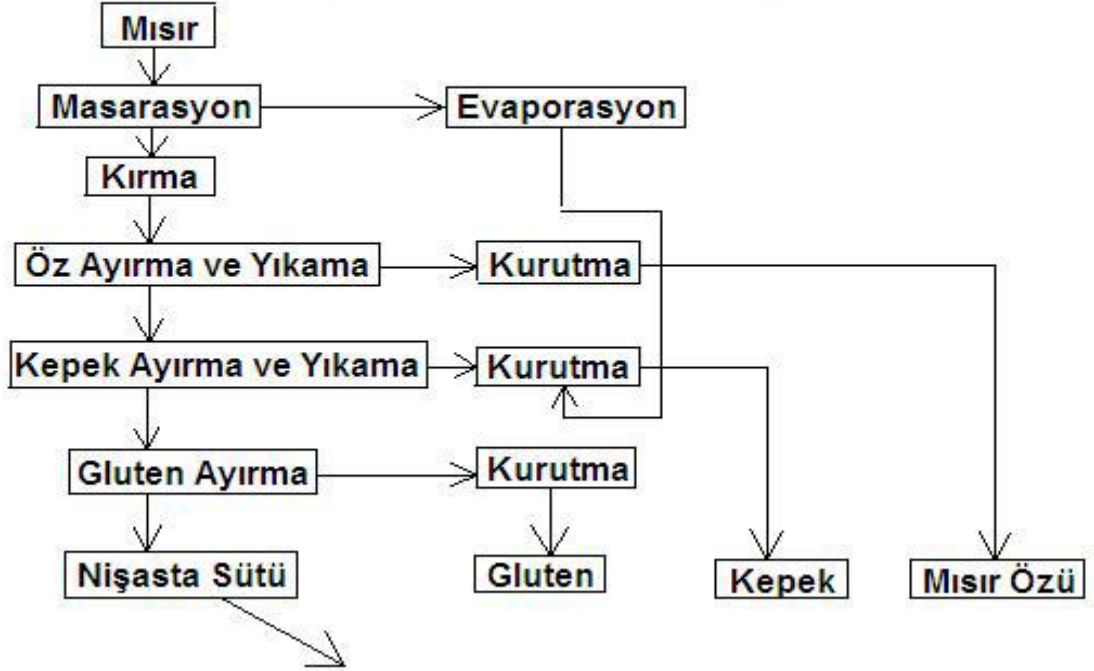 Mısır
Masarasyon
Evaporasyon
Kırma
Öz Ayırma ve Yıkama
Kurutma
Kepek Ayırma ve Yıkama
Kurutma
Gluten Ayırma
Kurutma
Nişasta Sütü
Gluten
Kepek
Mısır Özü